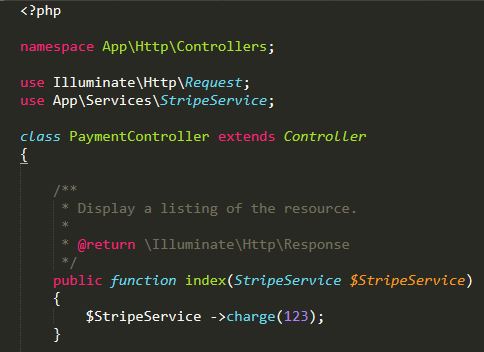 <?php
namespace App\Http\Controllers;
use Illuminate\Http\Request;
use App\Services\StripeService;
class PaymentController extends Controller
{
/**
* Display a listing of the resource.
*
* @return \Illuminate\Http\Response
*/
public function index(StripeService $StripeService)
{
$StripeService ->charge(123);
}